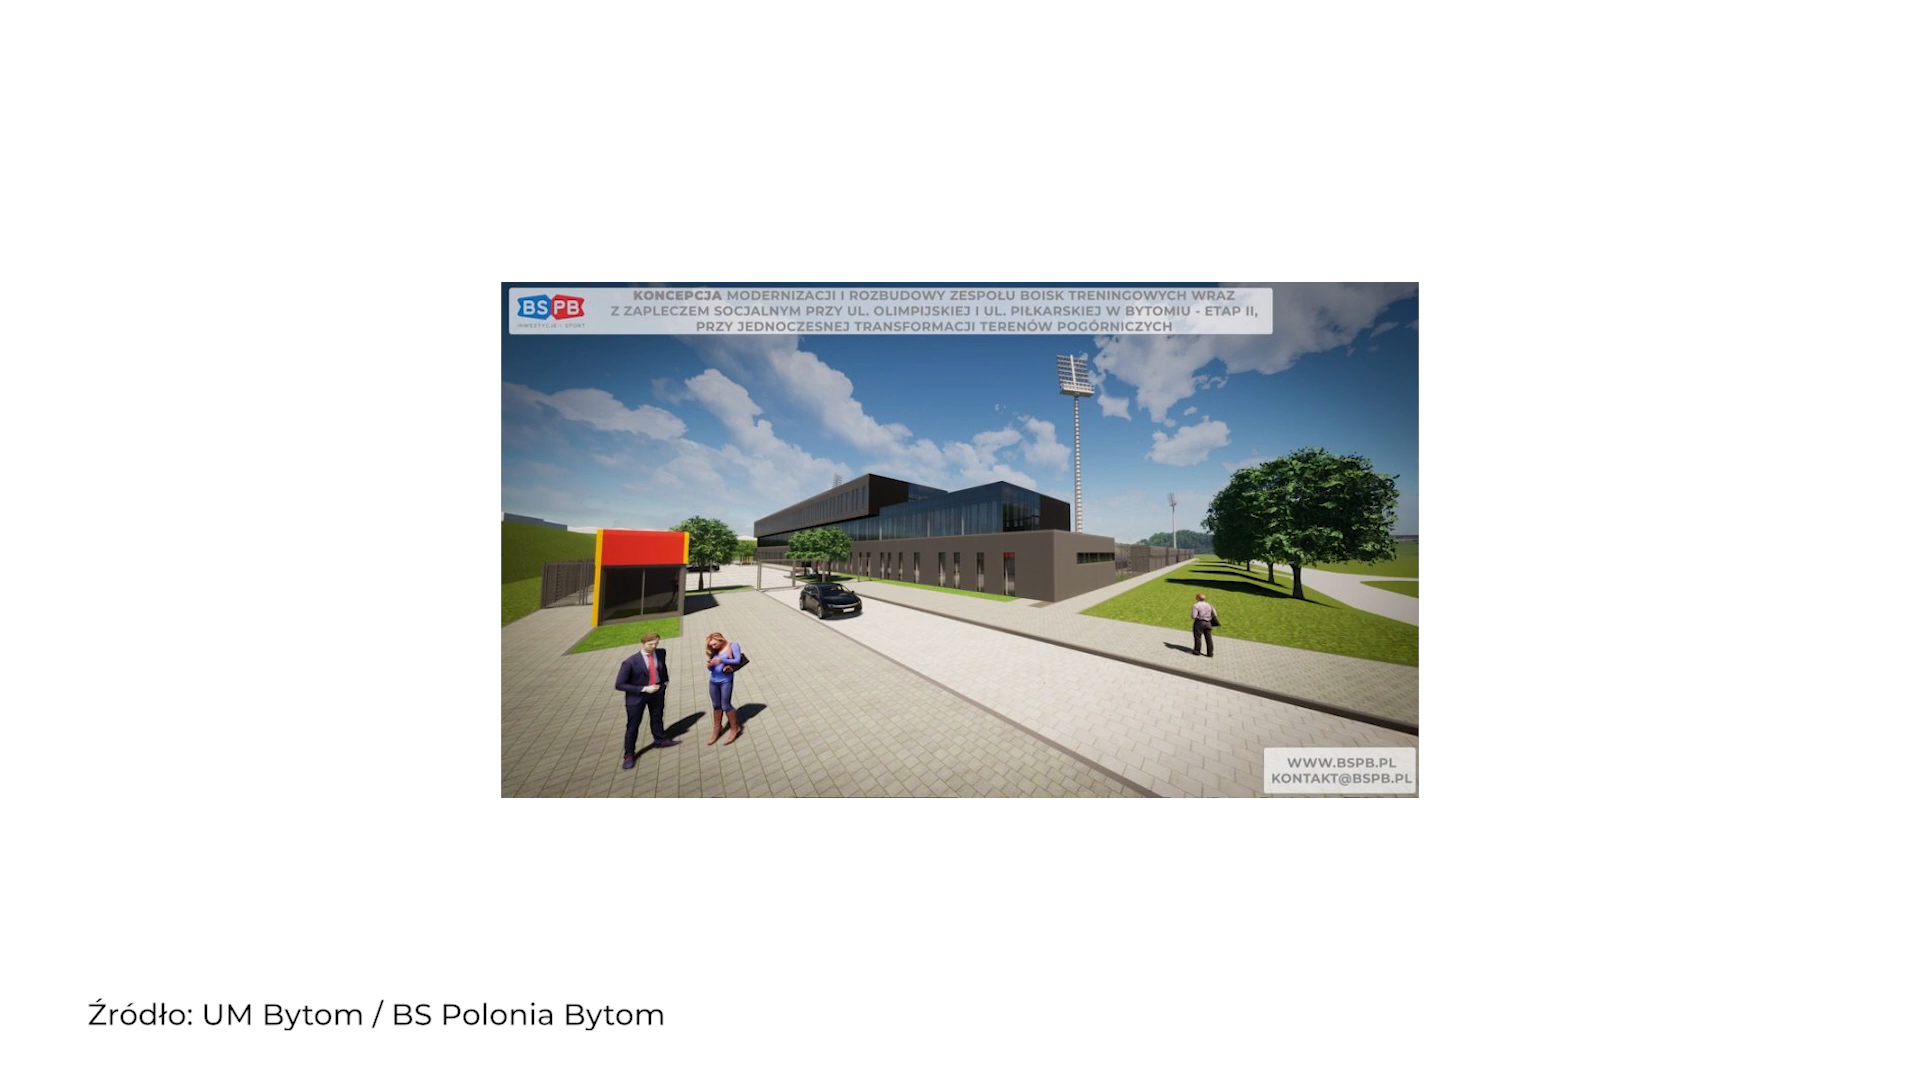 BSPB
INWESTYCJE I SPORT
KONCEPCJA MODERNIZACJI I ROZBUDOWY ZESPOŁU BOISK TRENINGOWYCH WRAZ
Z ZAPLECZEM SOCJALNYM PRZY UL. OLIMPIJSKIEJ I UL. PIŁKARSKIEJ W BYTOMIU - ETAP II,
PRZY JEDNOCZESNEJ TRANSFORMACJI TERENÓW POGÓRNICZYCH
WWW.BSPB.PL
KONTAKT@BSPB.PL
Źródło: UM Bytom / BS Polonia Bytom